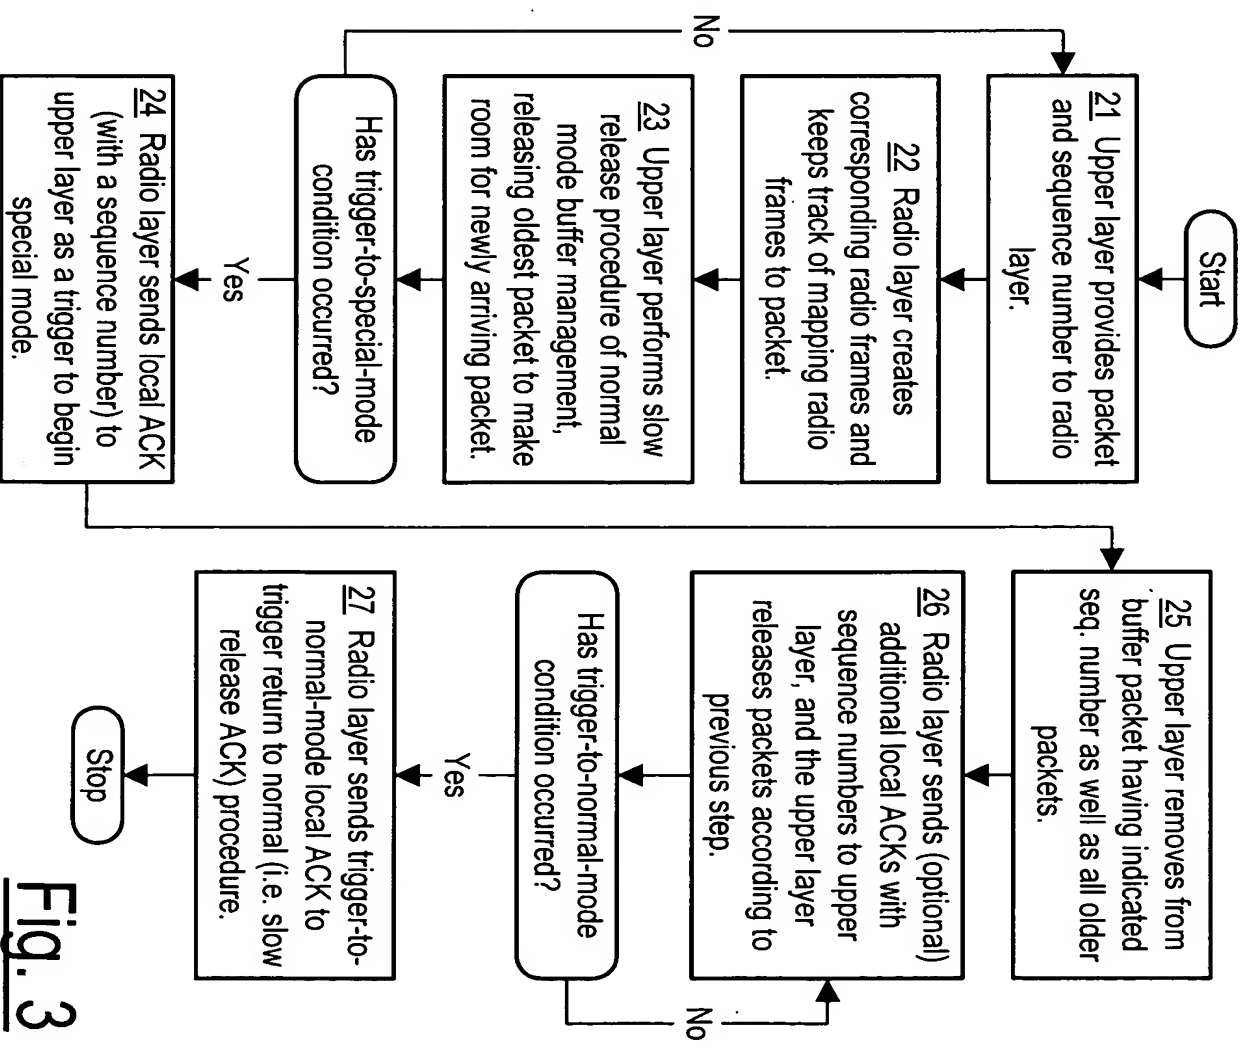 Start
21 Upper layer provides packet
and sequence number to radio
layer.
22 Radio layer creates
corresponding radio frames and
keeps track of mapping radio
frames to packet.
23 Upper layer performs slow
release procedure of normal
mode buffer management,
releasing oldest packet to make
room for newly arriving packet.
Has trigger-to-special-mode
condition occurred?
No
Yes
24 Radio layer sends local ACK
(with a sequence number) to
upper layer as a trigger to begin
special mode.
25 Upper layer removes from
buffer packet having indicated
seq. number as well as all older
packets.
26 Radio layer sends (optional)
additional local ACKs with
sequence numbers to upper
layer, and the upper layer
releases packets according to
previous step.
Has trigger-to-normal-mode
condition occurred?
No
Yes
27 Radio layer sends trigger-to-
normal-mode local ACK to
trigger return to normal (i.e. slow
release ACK) procedure.
Stop
Fig. 3